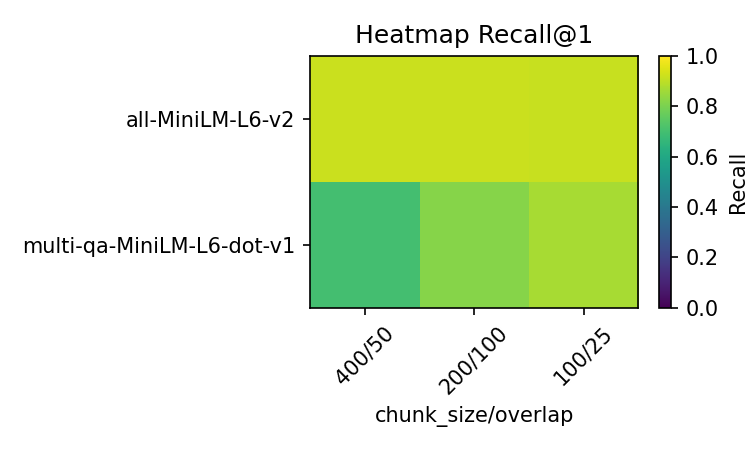 Heatmap Recall@1
all-MiniLM-L6-v2
multi-qa-MiniLM-L6-dot-v1
400/50
200/100
100/25
chunk_size/overlap
1.0
0.8
0.6
0.4
0.2
0.0
Recall